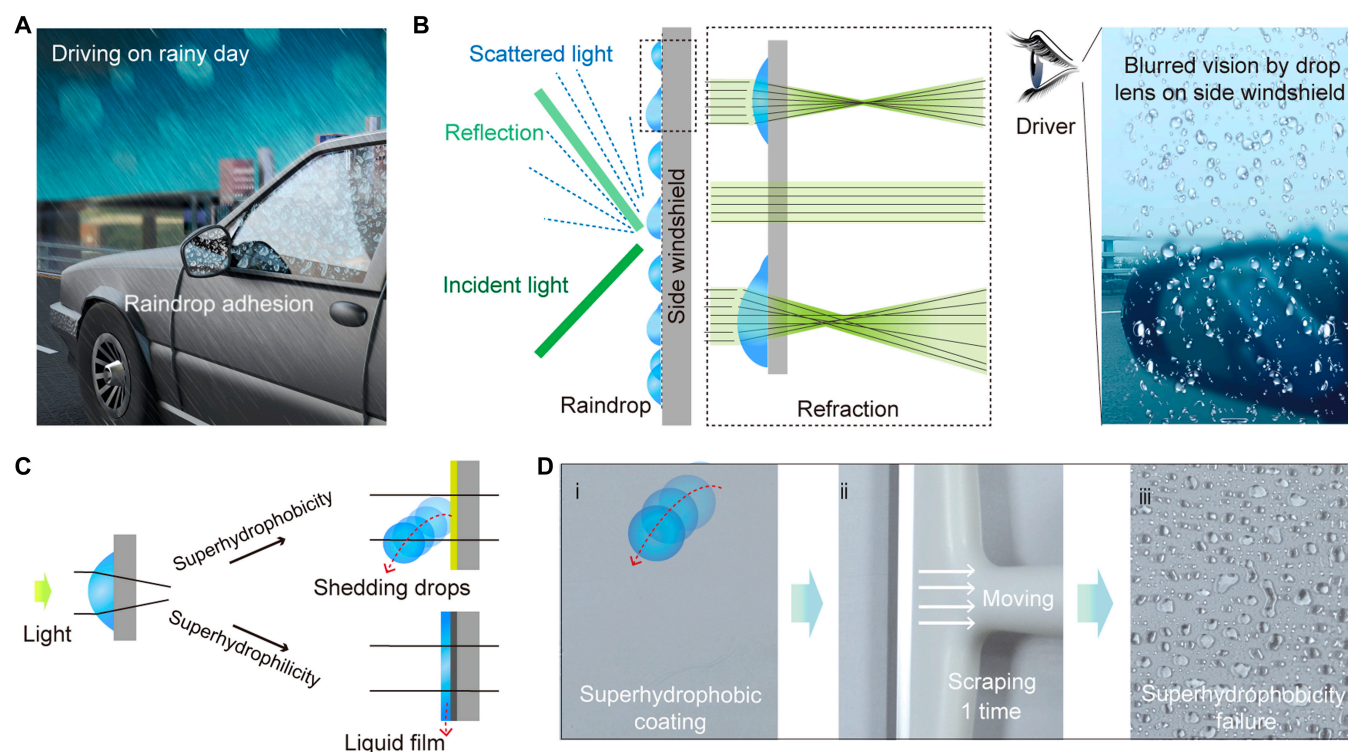 A
Driving on rainy day
Raindrop adhesion
B
Scattered light
Reflection
Incident light
Raindrop
Side windshield
Refraction
Driver
Blurred vision by drop
lens on side windshield
C
Light
Superhydrophobicity
Superhydrophilicity
Shedding drops
Liquid film
D
i
Superhydrophobic
coating
ii
Moving
Scraping
1 time
iii
Superhydrophobicity
failure